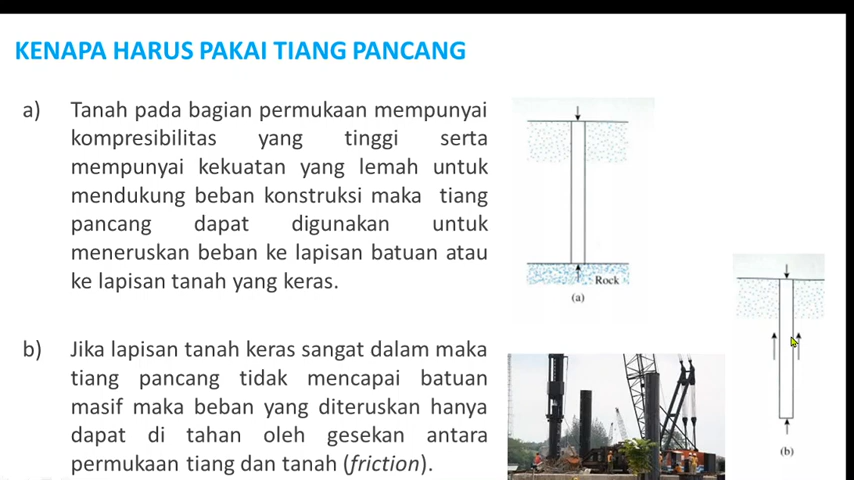 KENAPA HARUS PAKAI TIANG PANCANG
a) Tanah pada bagian permukaan mempunyai
kompresibilitas yang tinggi serta
mempunyai kekuatan yang lemah untuk
mendukung beban konstruksi maka tiang
pancang dapat digunakan untuk
meneruskan beban ke lapisan batuan atau
ke lapisan tanah yang keras.
b) Jika lapisan tanah keras sangat dalam maka
tiang pancang tidak mencapai batuan
masif maka beban yang diteruskan hanya
dapat di tahan oleh gesekan antara
permukaan tiang dan tanah (friction).
Rock
(a)
(b)